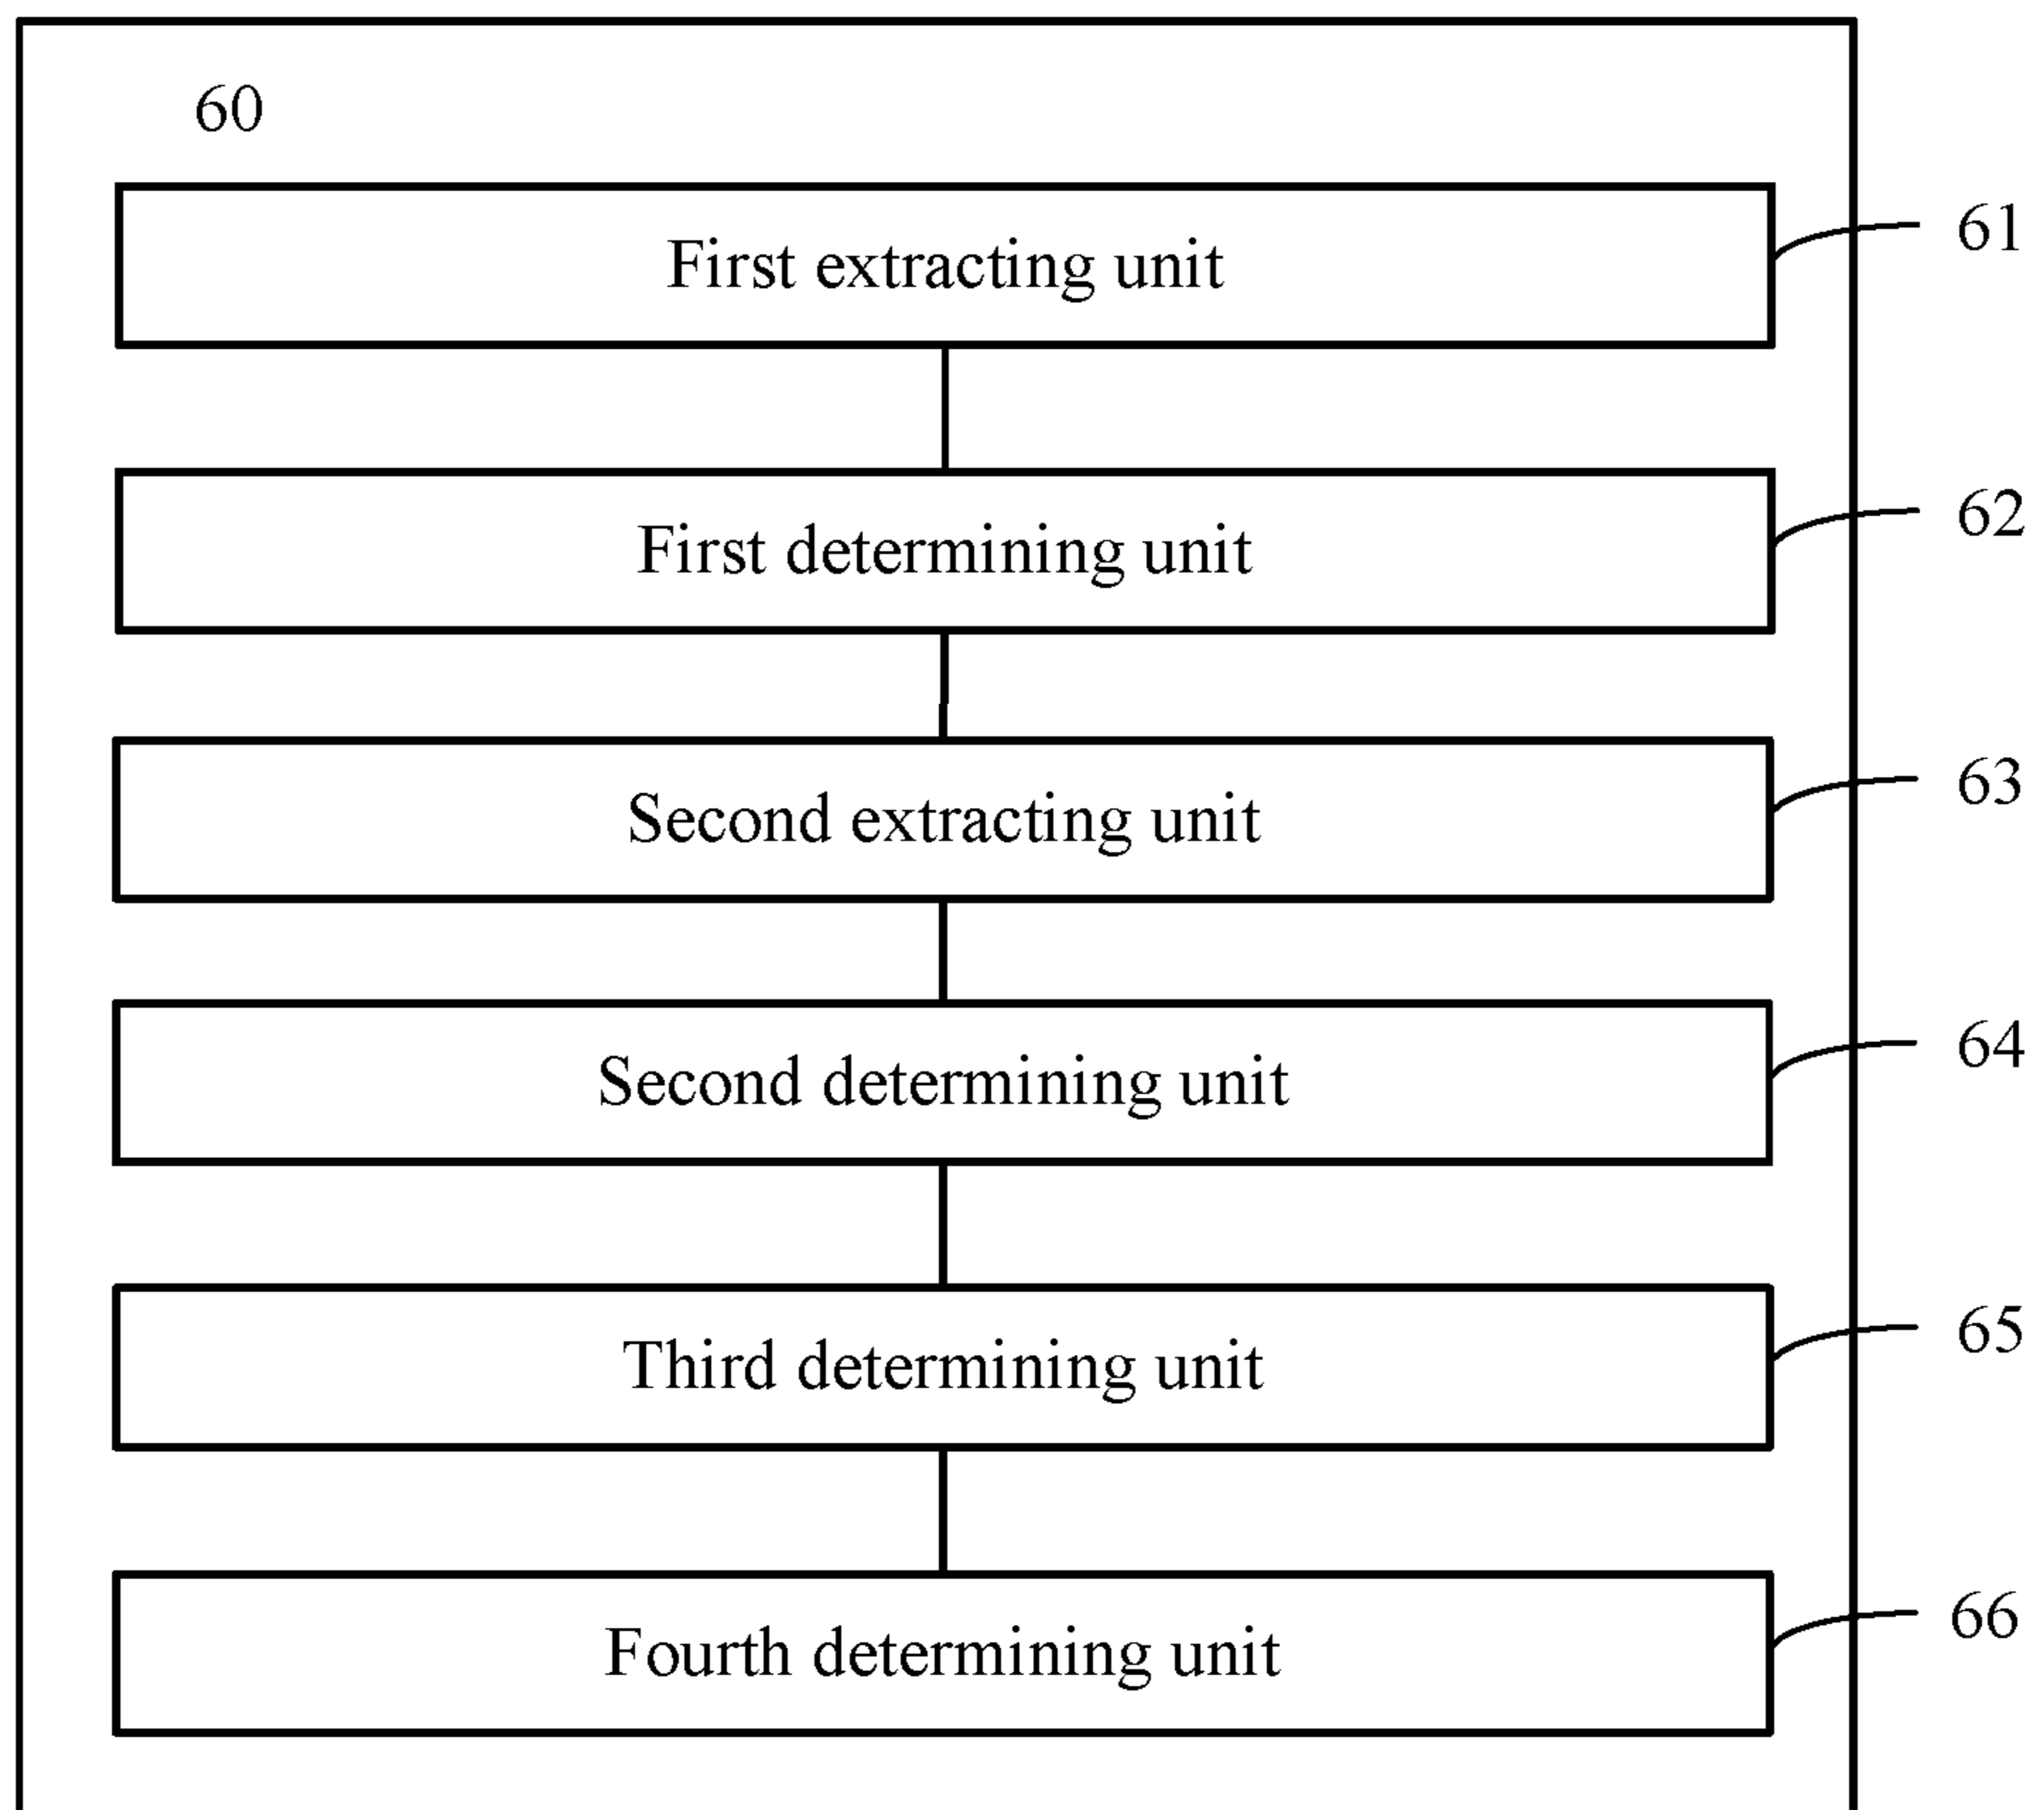 60
First extracting unit
61
First determining unit
62
Second extracting unit
63
Second determining unit
64
Third determining unit
65
Fourth determining unit
66